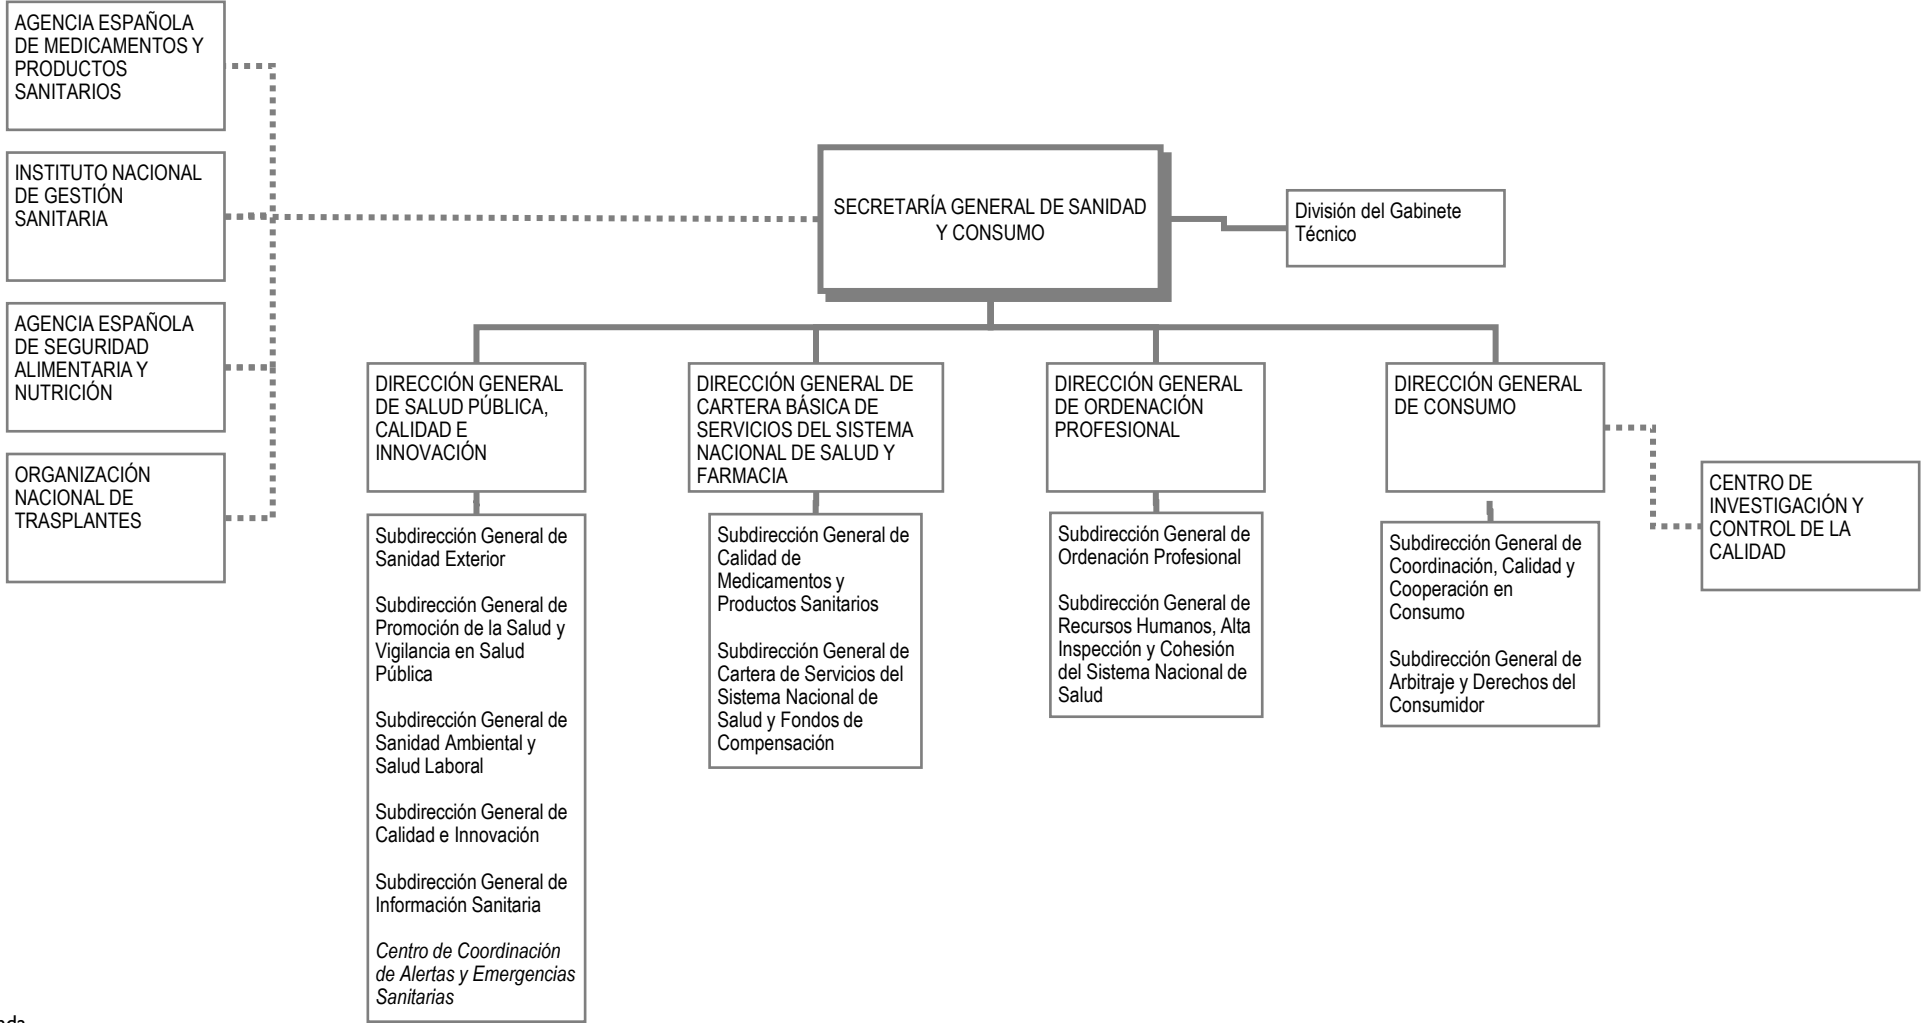 AGENCIA ESPAÑOLA
DE MEDICAMENTOS Y
PRODUCTOS
SANITARIOS
INSTITUTO NACIONAL
DE GESTIÓN
SANITARIA
AGENCIA ESPAÑOLA
DE SEGURIDAD
ALIMENTARIA Y
NUTRICIÓN
ORGANIZACIÓN
NACIONAL DE
TRASPLANTES
SECRETARÍA GENERAL DE SANIDAD
Y CONSUMO
División del Gabinete
Técnico
DIRECCIÓN GENERAL
DE SALUD PÚBLICA,
CALIDAD E
INNOVACIÓN
Subdirección General de
Sanidad Exterior
Subdirección General de
Promoción de la Salud y
Vigilancia en Salud
Pública
Subdirección General de
Sanidad Ambiental y
Salud Laboral
Subdirección General de
Calidad e Innovación
Subdirección General de
Información Sanitaria
Centro de Coordinación
de Alertas y Emergencias
Sanitarias
DIRECCIÓN GENERAL DE
CARTERA BÁSICA DE
SERVICIOS DEL SISTEMA
NACIONAL DE SALUD Y
FARMACIA
Subdirección General de
Calidad de
Medicamentos y
Productos Sanitarios
Subdirección General de
Cartera de Servicios del
Sistema Nacional de
Salud y Fondos de
Compensación
DIRECCIÓN GENERAL
DE ORDENACIÓN
PROFESIONAL
Subdirección General de
Ordenación Profesional
Subdirección General de
Recursos Humanos, Alta
Inspección y Cohesión
del Sistema Nacional de
Salud
DIRECCIÓN GENERAL
DE CONSUMO
Subdirección General de
Coordinación, Calidad y
Cooperación en
Consumo
Subdirección General de
Arbitraje y Derechos del
Consumidor
CENTRO DE
INVESTIGACIÓN Y
CONTROL DE LA
CALIDAD